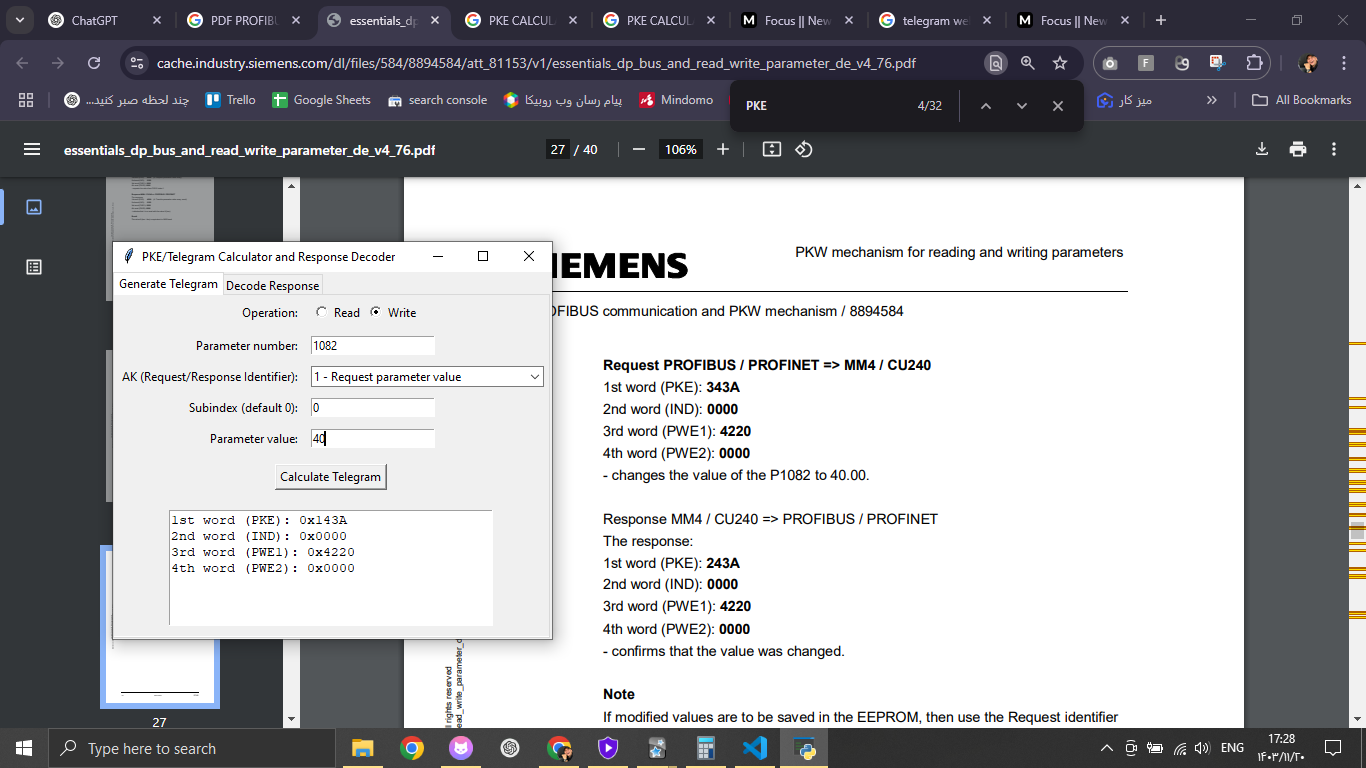 ChatGPT
PDF PROFIBU
essentials_dp
PKE CALCUL
PKE CALCUL
Focus || New
telegram we
Focus || New
cache.industry.siemens.com/dl/files/584/8894584/att_81153/v1/essentials_dp_bus_and_read_write_parameter_de_v4_76.pdf
چند لحظه صبر کنید...
Trello
Google Sheets
search console
پیام رسان وب روبیکا
Mindomo
میز کار
All Bookmarks
PKE
4/32
essentials_dp_bus_and_read_write_parameter_de_v4_76.pdf
27 / 40
106%
PKE/Telegram Calculator and Response Decoder
Generate Telegram
Decode Response
Operation: Read Write
Parameter number: 1082
AK (Request/Response Identifier): 1 - Request parameter value
Subindex (default 0): 0
Parameter value: 40
Calculate Telegram
1st word (PKE): 0x143A
2nd word (IND): 0x0000
3rd word (PWE1): 0x4220
4th word (PWE2): 0x0000
27
IEMENS
PKW mechanism for reading and writing parameters
OFIBUS communication and PKW mechanism / 8894584
Request PROFIBUS / PROFINET => MM4 / CU240
1st word (PKE): 343A
2nd word (IND): 0000
3rd word (PWE1): 4220
4th word (PWE2): 0000
- changes the value of the P1082 to 40.00.
Response MM4 / CU240 => PROFIBUS / PROFINET
The response:
1st word (PKE): 243A
2nd word (IND): 0000
3rd word (PWE1): 4220
4th word (PWE2): 0000
- confirms that the value was changed.
Note
If modified values are to be saved in the EEPROM, then use the Request identifier
ll rights reserved
ead_write_parameter_d
Type here to search
ENG
17:28
۱۴۰۳/۱۱/۲۰